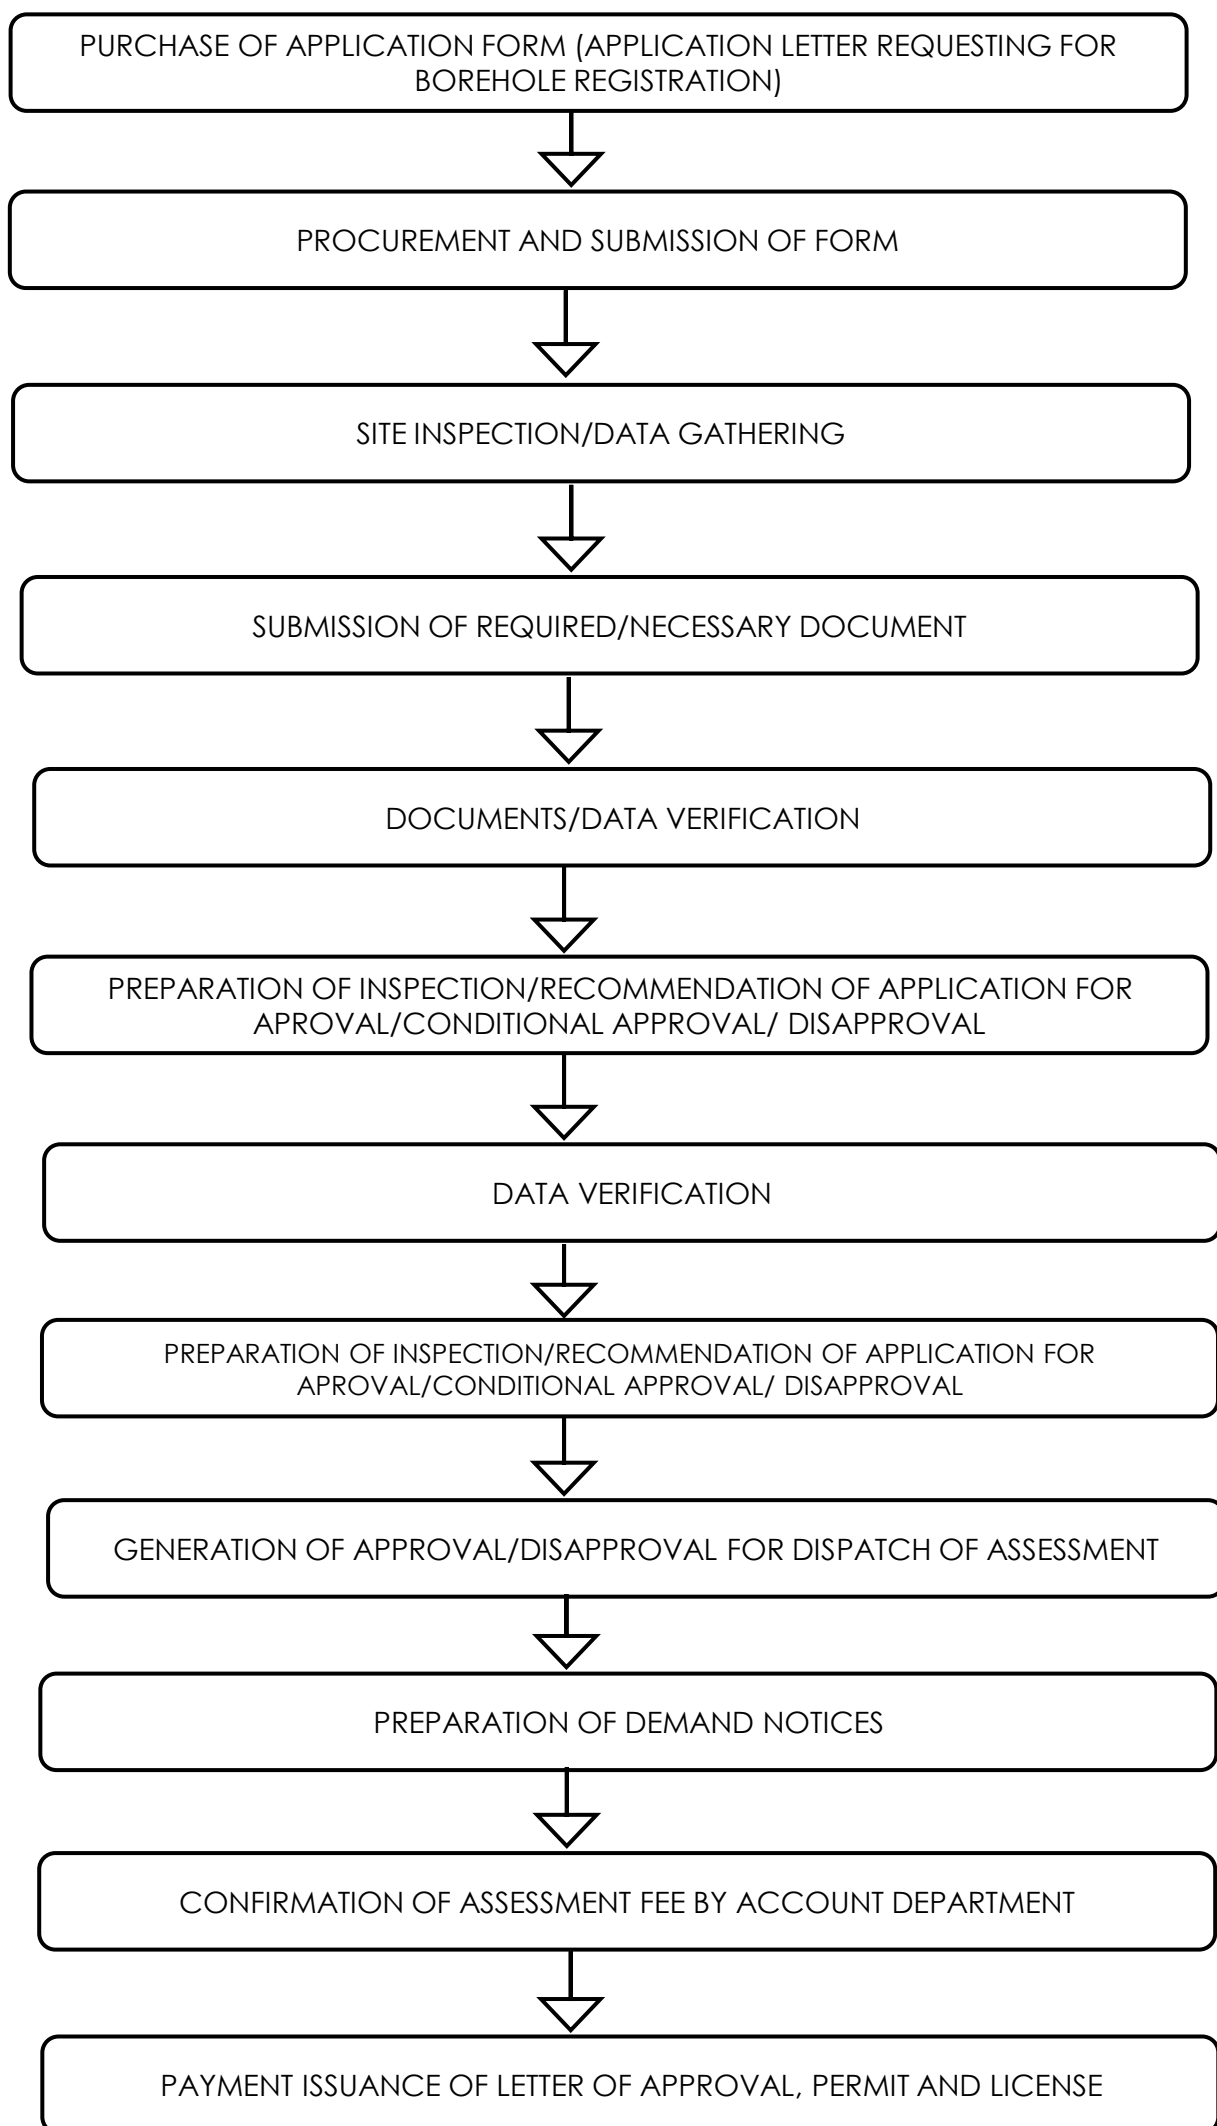 PURCHASE OF APPLICATION FORM (APPLICATION LETTER REQUESTING FOR
BOREHOLE REGISTRATION)
PROCUREMENT AND SUBMISSION OF FORM
SITE INSPECTION/DATA GATHERING
SUBMISSION OF REQUIRED/NECESSARY DOCUMENT
DOCUMENTS/DATA VERIFICATION
PREPARATION OF INSPECTION/RECOMMENDATION OF APPLICATION FOR
APROVAL/CONDITIONAL APPROVAL/ DISAPPROVAL
DATA VERIFICATION
PREPARATION OF INSPECTION/RECOMMENDATION OF APPLICATION FOR
APROVAL/CONDITIONAL APPROVAL/ DISAPPROVAL
GENERATION OF APPROVAL/DISAPPROVAL FOR DISPATCH OF ASSESSMENT
PREPARATION OF DEMAND NOTICES
CONFIRMATION OF ASSESSMENT FEE BY ACCOUNT DEPARTMENT
PAYMENT ISSUANCE OF LETTER OF APPROVAL, PERMIT AND LICENSE